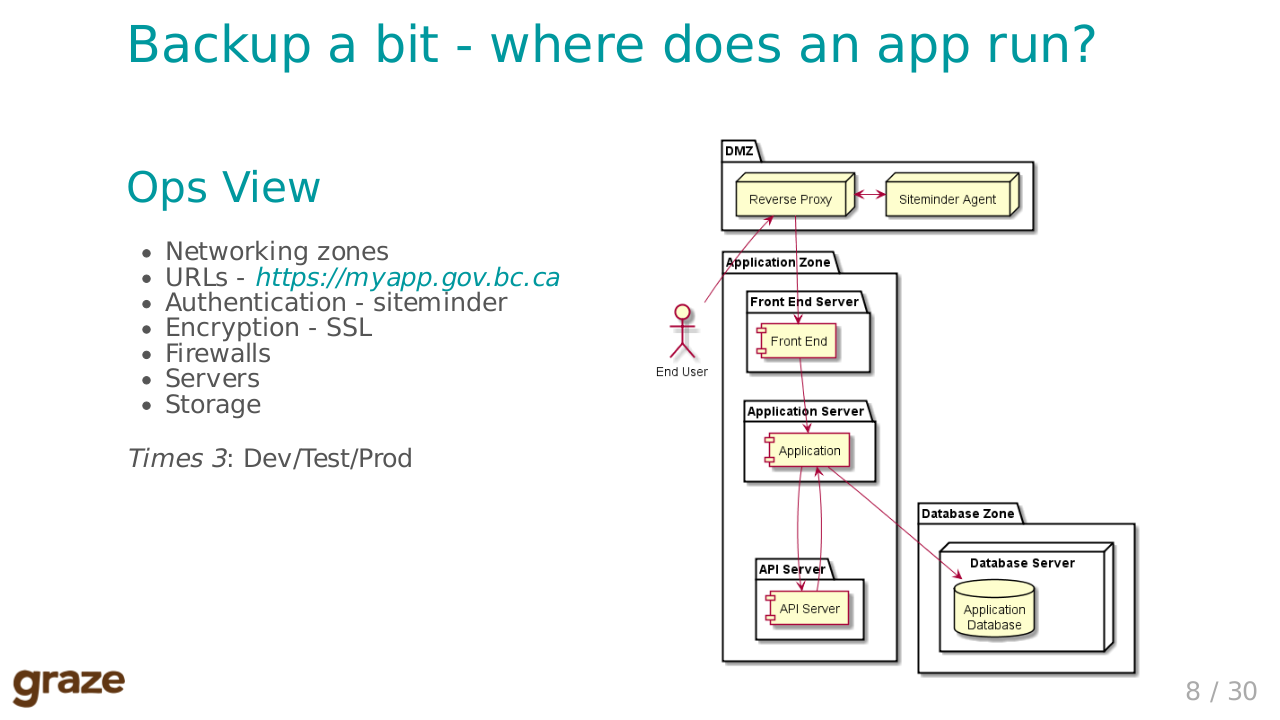 Backup a bit - where does an app run?
Ops View
Networking zones
URLs - https://myapp.gov.bc.ca
Authentication - siteminder
Encryption - SSL
Firewalls
Servers
Storage
Times 3: Dev/Test/Prod
DMZ
Reverse Proxy
Siteminder Agent
Application Zone
Front End Server
Front End
End User
Application Server
Application
API Server
API Server
Database Zone
Database Server
Application
Database
graze
8 / 30